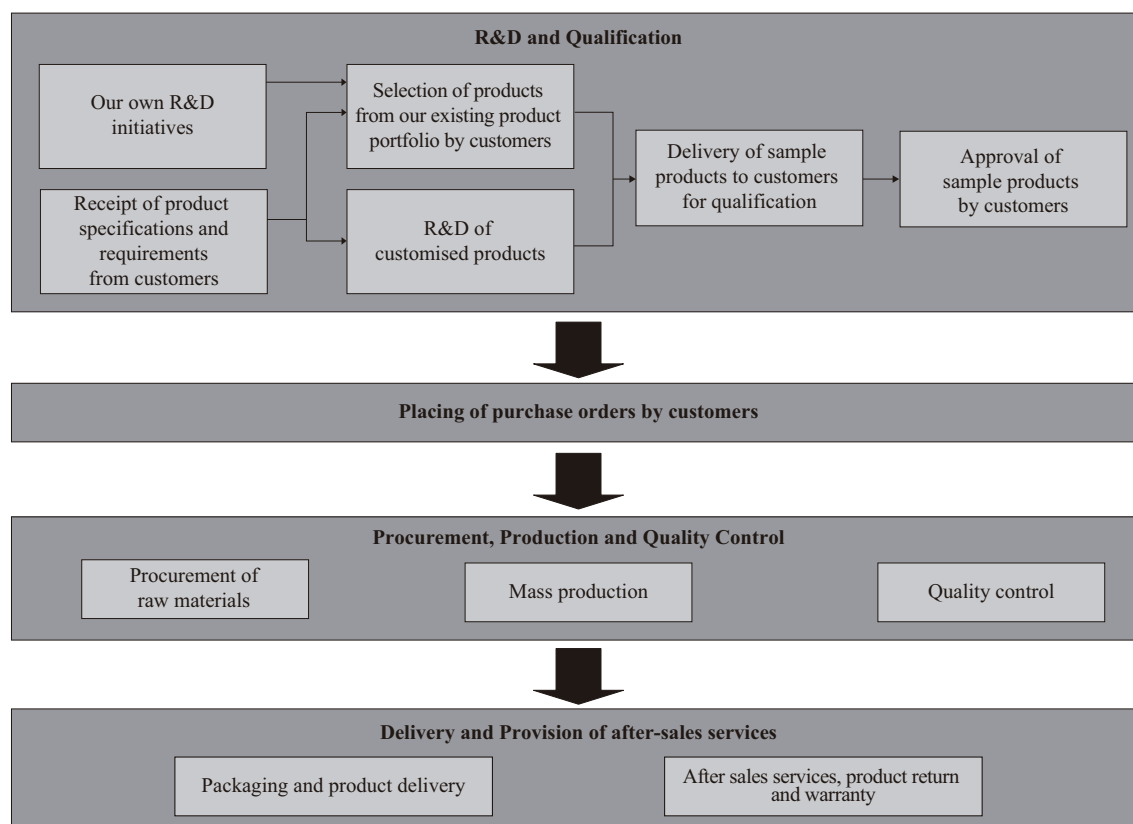 R&D and Qualification
Our own R&D
initiatives
Selection of products
from our existing product
portfolio by customers
Delivery of sample
products to customers
for qualification
Approval of
sample products
by customers
Receipt of product
specifications and
requirements
from customers
R&D of
customised products
Placing of purchase orders by customers
Procurement, Production and Quality Control
Procurement of
raw materials
Mass production
Quality control
Delivery and Provision of after-sales services
Packaging and product delivery
After sales services, product return
and warranty